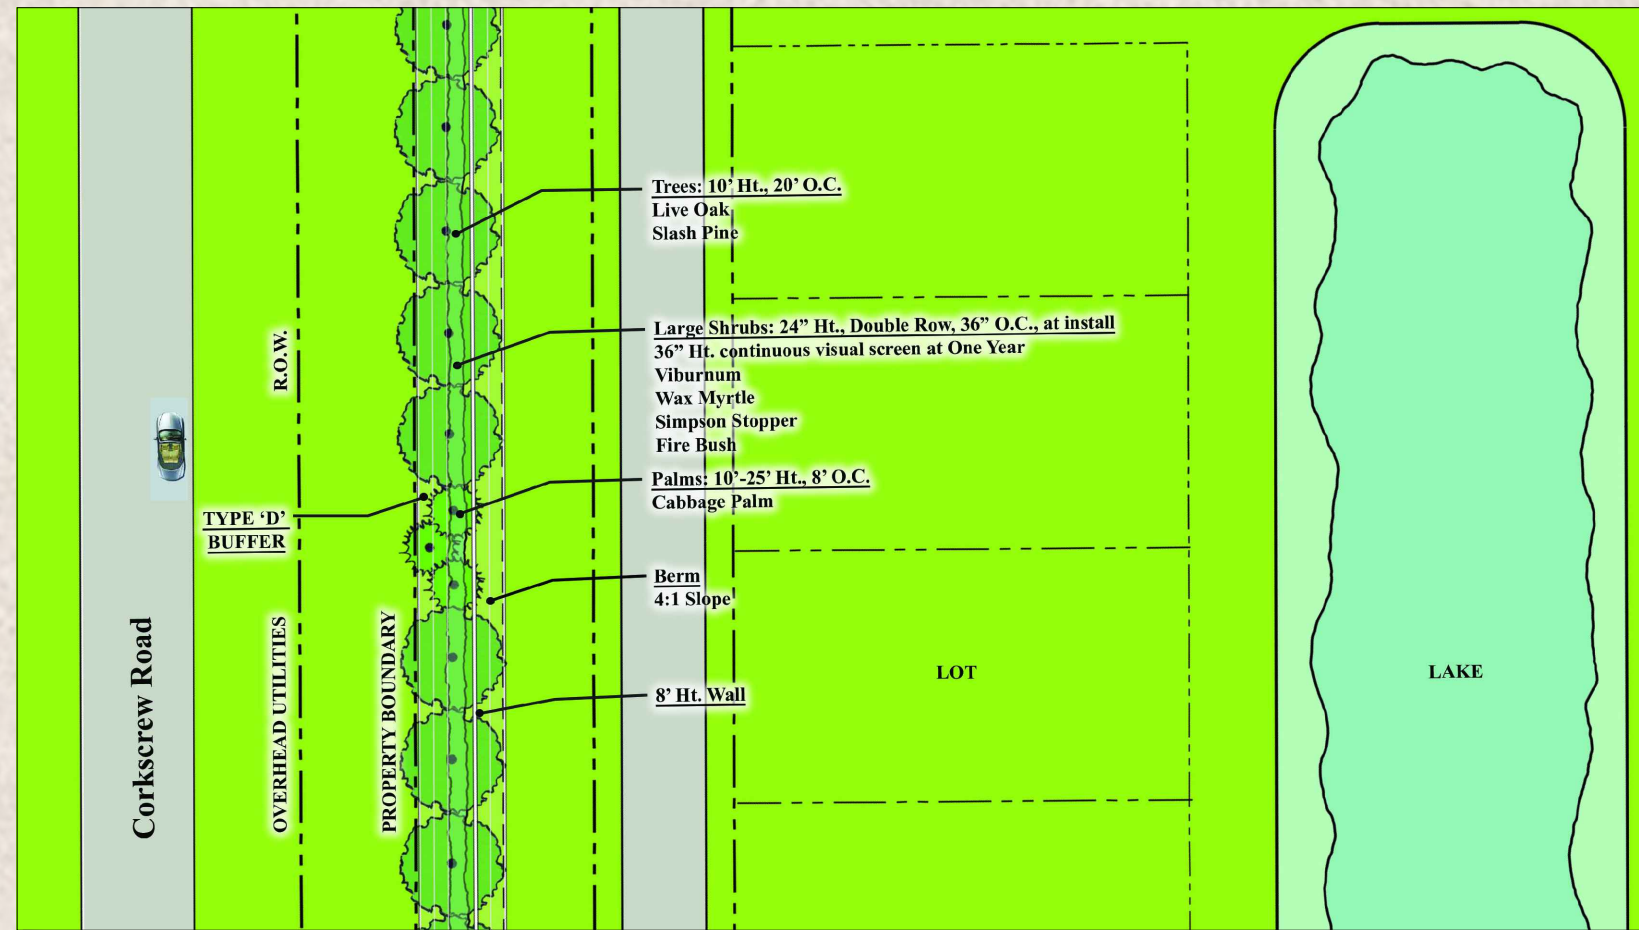 Trees: 10’ Ht., 20’ O.C.
Live Oak
Slash Pine
R.O.W.
Large Shrubs: 24” Ht., Double Row, 36” O.C., at install
36” Ht. continuous visual screen at One Year
Viburnum
Wax Myrtle
Simpson Stopper
Fire Bush
Palms: 10’-25’ Ht., 8’ O.C.
Cabbage Palm
TYPE ‘D’
BUFFER
Berm
4:1 Slope
Corkscrew Road
OVERHEAD UTILITIES
PROPERTY BOUNDARY
8’ Ht. Wall
LOT
LAKE